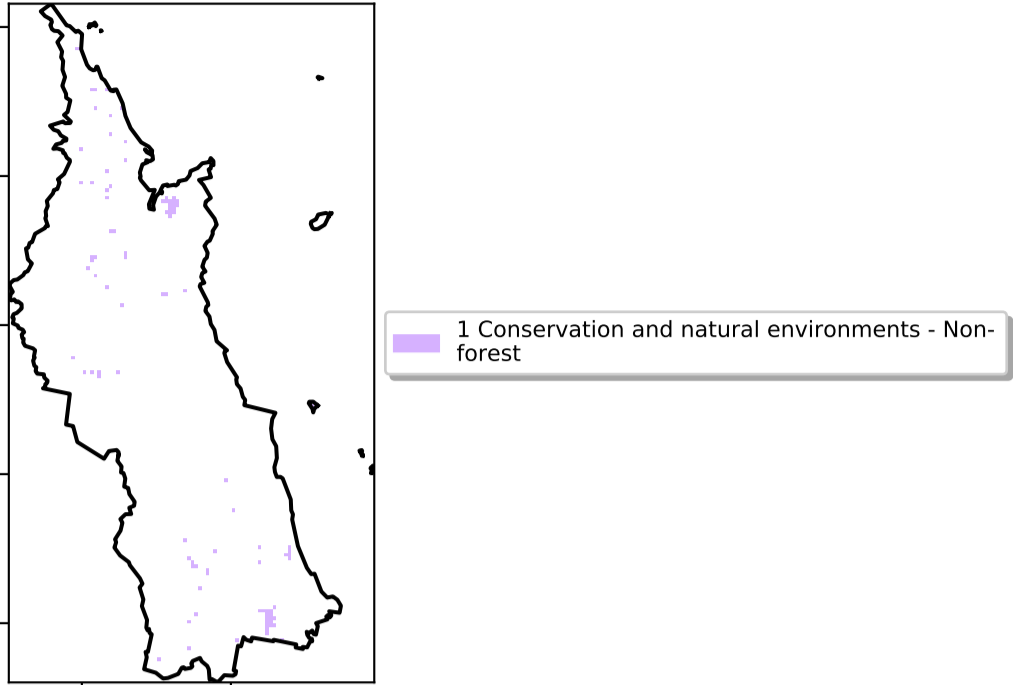 1 Conservation and natural environments - Non-
forest